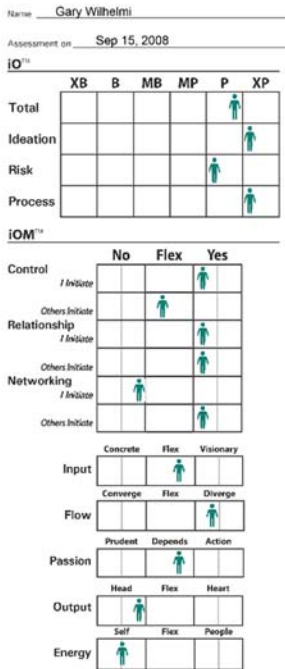 Name Gary Wilhelmi
Assessment on Sep 15, 2008
iO™
XB B MB MP P XP
Total
Ideation
Risk
Process
iOM™
No Flex Yes
Control
I Initiate
Others Initiate
Relationship
I Initiate
Others Initiate
Networking
I Initiate
Others Initiate
Concrete Flex Visionary
Input
Converge Flex Diverge
Flow
Prudent Depends Action
Passion
Head Flex Heart
Output
Self Flex People
Energy